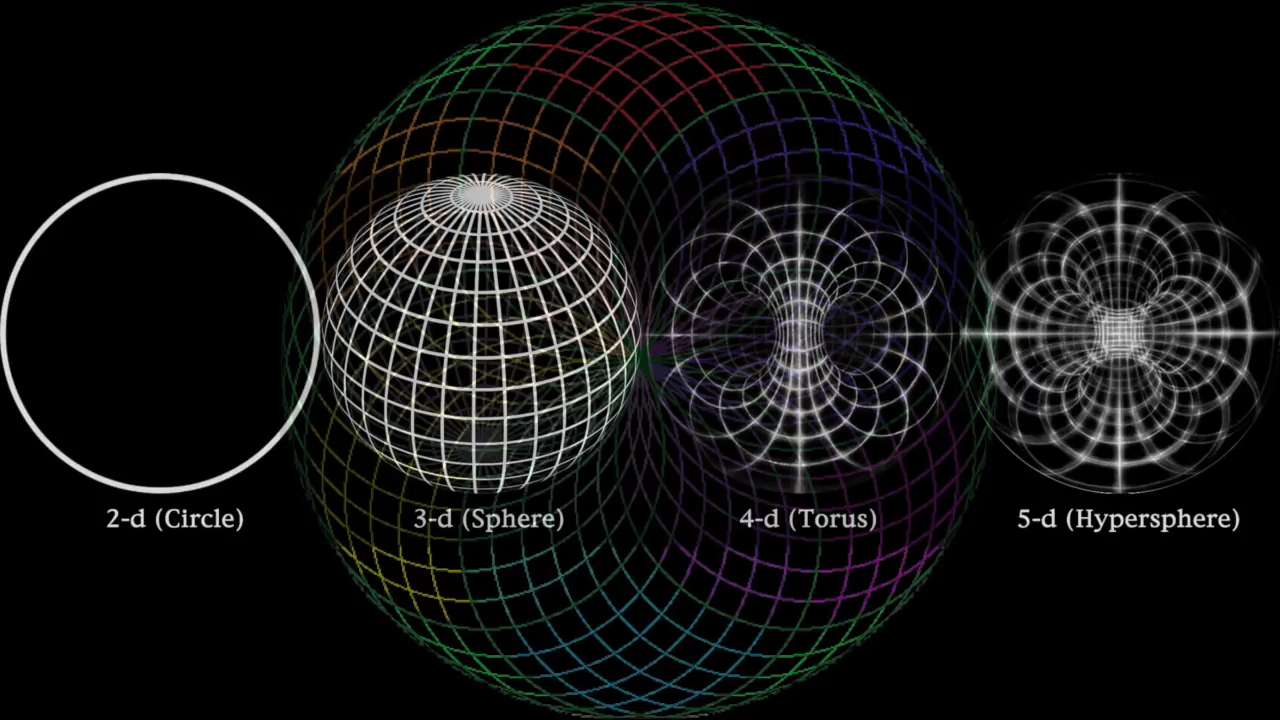 2-d (Circle)
3-d (Sphere)
4-d (Torus)
5-d (Hypersphere)